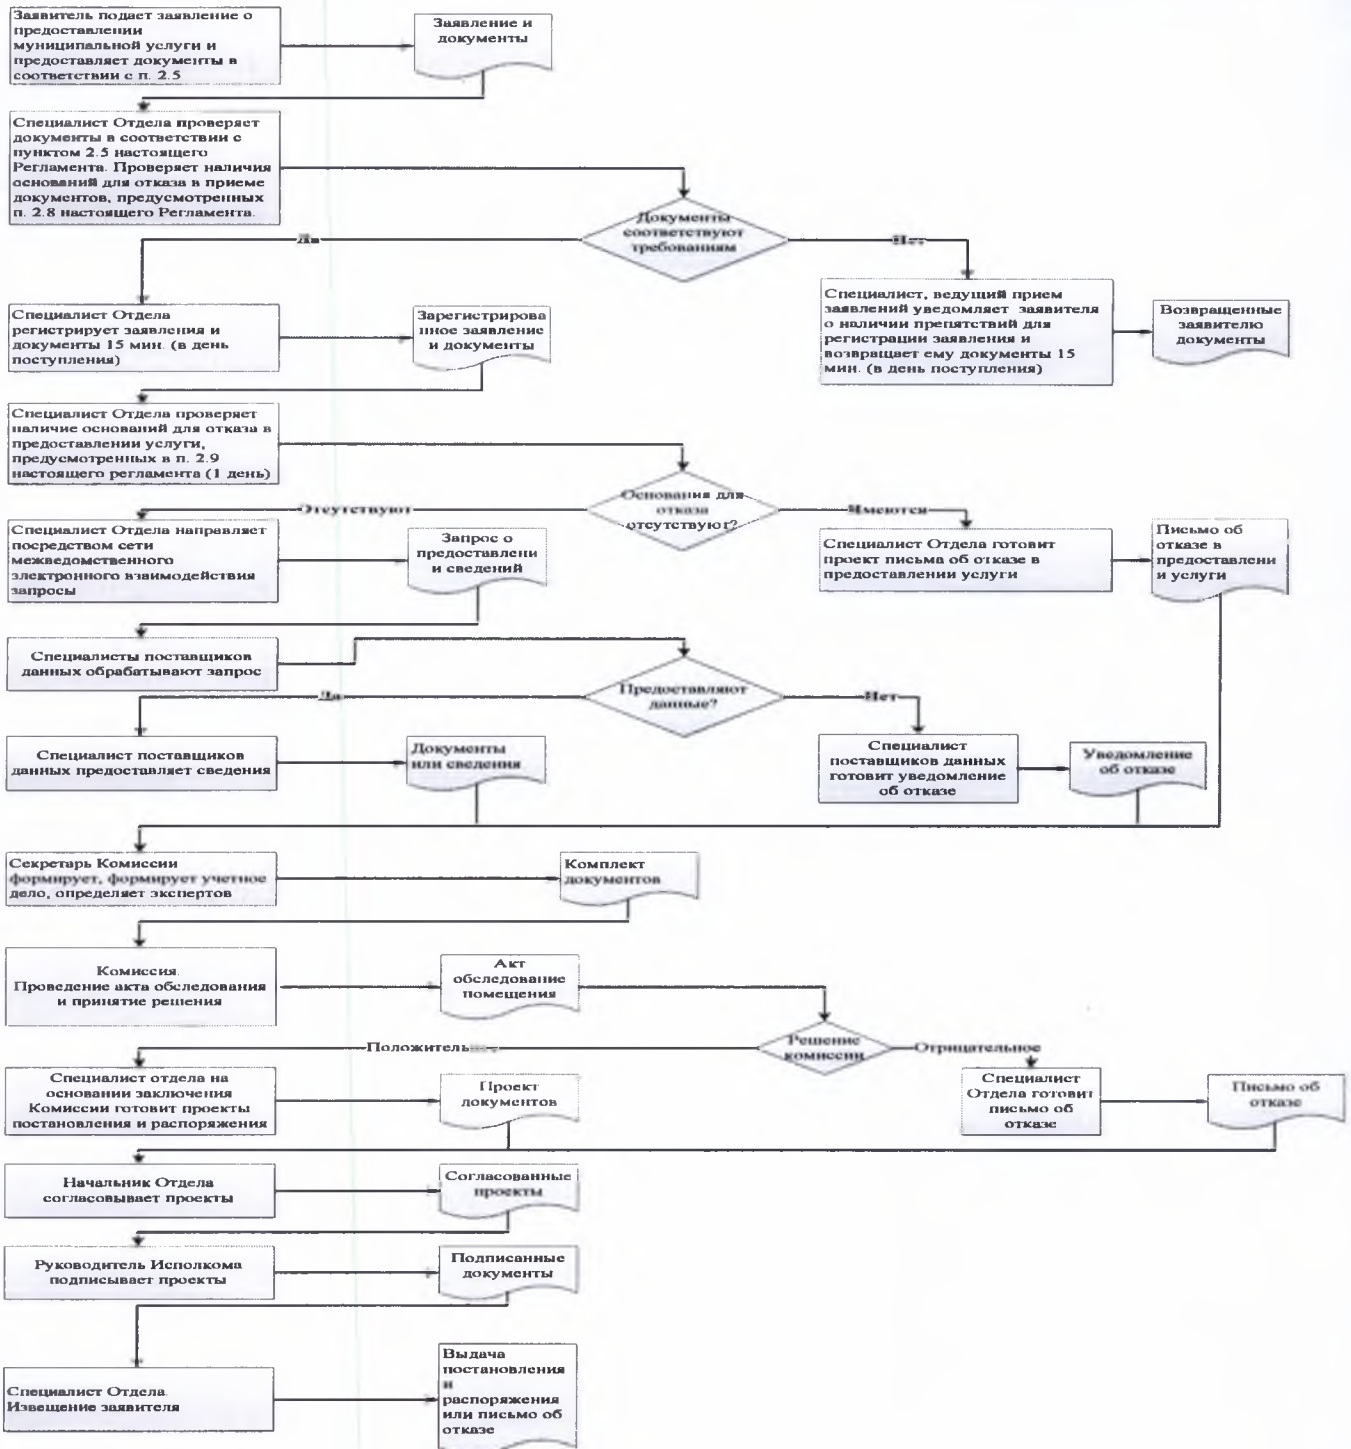 Заявитель подает заявление о
предоставлении
муниципальной услуги и
предоставляет документы в
соответствии с п. 2.5
Заявление и
документы
Специалист Отдела проверяет
документы в соответствии с
пунктом 2.5 настоящего
Регламента. Проверяет наличия
оснований для отказа в приеме
документов, предусмотренных
п. 2.8 настоящего Регламента.
Документы
соответствуют
требованиям
Да
Нет
Специалист Отдела
регистрирует заявления и
документы 15 мин. (в день
поступления)
Зарегистрирова
нное заявление
и документы
Специалист, ведущий прием
заявлений уведомляет заявителя
о наличии препятствий для
регистрации заявления и
возвращает ему документы 15
мин. (в день поступления)
Возвращенные
заявителю
документы
Специалист Отдела проверяет
наличие оснований для отказа в
предоставлении услуги,
предусмотренных в п. 2.9
настоящего регламента (1 день)
Основания для
отказа
отсутствуют?
Отсутствуют
Имеются
Специалист Отдела направляет
посредством сети
межведомственного
электронного взаимодействия
запросы
Запрос о
предоставлени
и сведений
Специалист Отдела готовит
проект письма об отказе в
предоставлении услуги
Письмо об
отказе в
предоставлени
и услуги
Специалисты поставщиков
данных обрабатывают запрос
Предоставляют
данные?
Да
Нет
Специалист поставщиков
данных предоставляет сведения
Документы
или сведения
Специалист
поставщиков данных
готовит уведомление
об отказе
Уведомление
об отказе
Секретарь Комиссии
формирует, формирует учетное
дело, определяет экспертов
Комплект
документов
Комиссия.
Проведение акта обследования
и принятие решения
Акт
обследование
помещения
Решение
комиссии
Положительное
Отрицательное
Специалист отдела на
основании заключения
Комиссии готовит проекты
постановления и распоряжения
Проект
документов
Специалист
Отдела готовит
письмо об
отказе
Письмо об
отказе
Начальник Отдела
согласовывает проекты
Согласованные
проекты
Руководитель Исполкома
подписывает проекты
Подписанные
документы
Специалист Отдела.
Извещение заявителя
Выдача
постановления
и
распоряжения
или письмо об
отказе